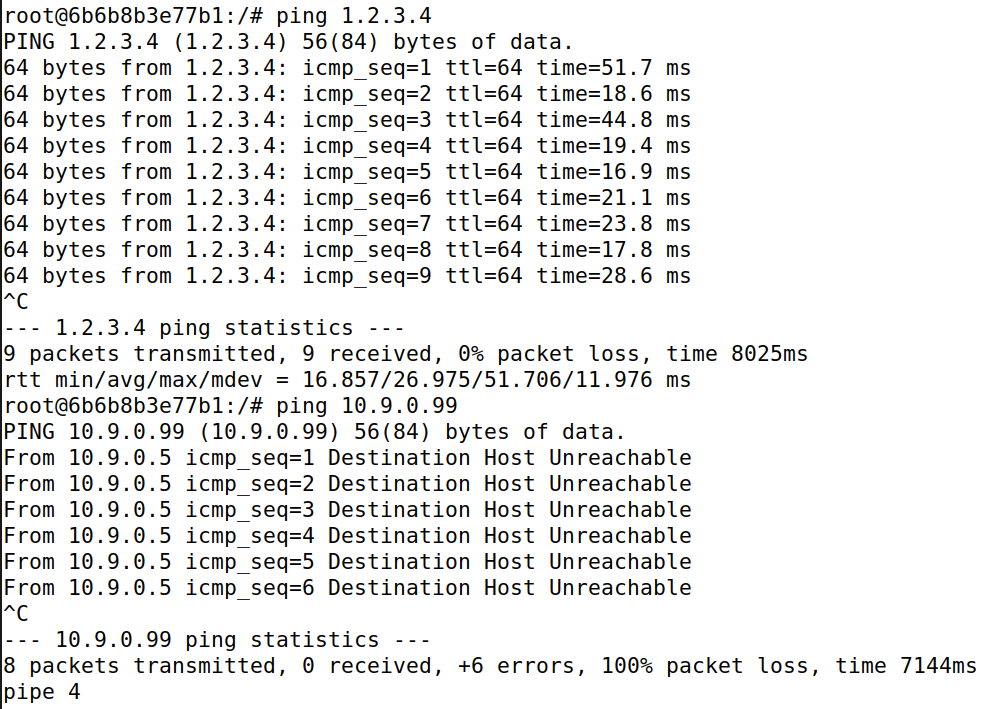 root@6b6b8b3e77b1:/# ping 1.2.3.4
PING 1.2.3.4 (1.2.3.4) 56(84) bytes of data.
64 bytes from 1.2.3.4: icmp_seq=1 ttl=64 time=51.7 ms
64 bytes from 1.2.3.4: icmp_seq=2 ttl=64 time=18.6 ms
64 bytes from 1.2.3.4: icmp_seq=3 ttl=64 time=44.8 ms
64 bytes from 1.2.3.4: icmp_seq=4 ttl=64 time=19.4 ms
64 bytes from 1.2.3.4: icmp_seq=5 ttl=64 time=16.9 ms
64 bytes from 1.2.3.4: icmp_seq=6 ttl=64 time=21.1 ms
64 bytes from 1.2.3.4: icmp_seq=7 ttl=64 time=23.8 ms
64 bytes from 1.2.3.4: icmp_seq=8 ttl=64 time=17.8 ms
64 bytes from 1.2.3.4: icmp_seq=9 ttl=64 time=28.6 ms
^C
--- 1.2.3.4 ping statistics ---
9 packets transmitted, 9 received, 0% packet loss, time 8025ms
rtt min/avg/max/mdev = 16.857/26.975/51.706/11.976 ms
root@6b6b8b3e77b1:/# ping 10.9.0.99
PING 10.9.0.99 (10.9.0.99) 56(84) bytes of data.
From 10.9.0.5 icmp_seq=1 Destination Host Unreachable
From 10.9.0.5 icmp_seq=2 Destination Host Unreachable
From 10.9.0.5 icmp_seq=3 Destination Host Unreachable
From 10.9.0.5 icmp_seq=4 Destination Host Unreachable
From 10.9.0.5 icmp_seq=5 Destination Host Unreachable
From 10.9.0.5 icmp_seq=6 Destination Host Unreachable
^C
--- 10.9.0.99 ping statistics ---
8 packets transmitted, 0 received, +6 errors, 100% packet loss, time 7144ms
pipe 4